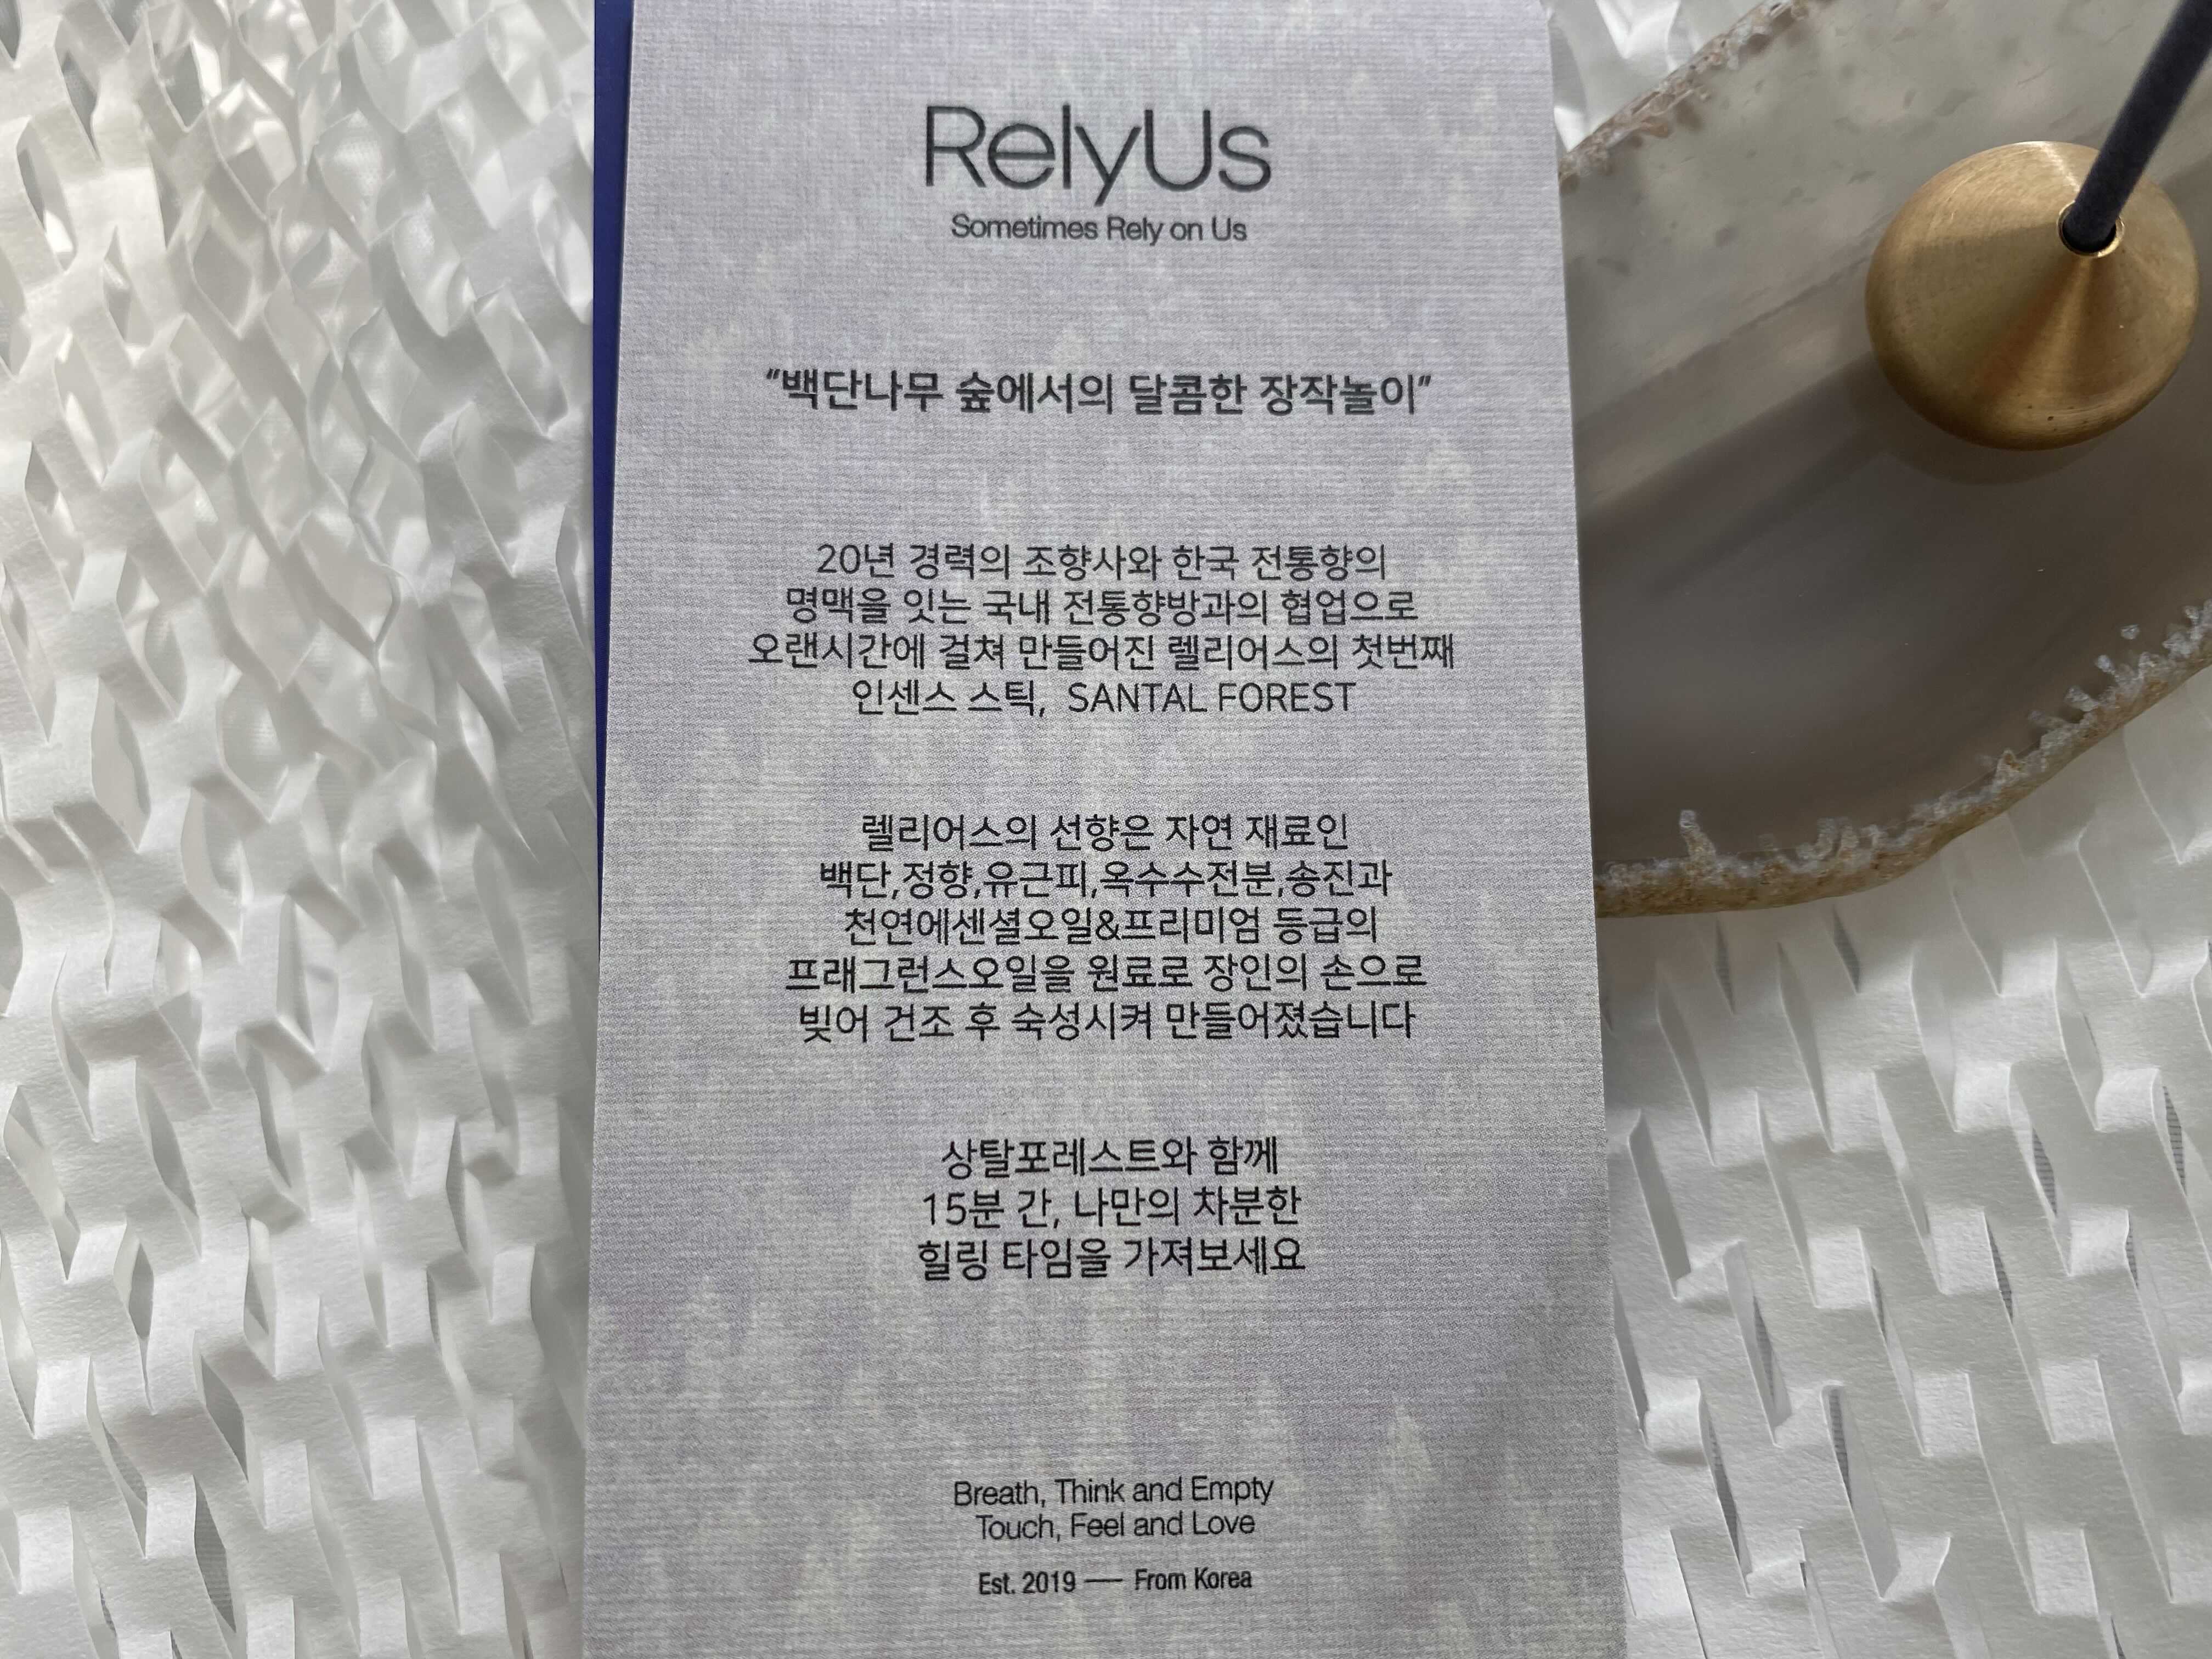 RelyUs
Sometimes Rely on Us
“백단나무 숲에서의 달콤한 장작놀이”
20년 경력의 조향사와 한국 전통향의
명맥을 잇는 국내 전통향방과의 협업으로
오랜시간에 걸쳐 만들어진 렐리어스의 첫번째
인센스 스틱, SANTAL FOREST
렐리어스의 선향은 자연 재료인
백단,정향,유근피,옥수수전분,송진과
천연에센셜오일&프리미엄 등급의
프래그런스오일을 원료로 장인의 손으로
빚어 건조 후 숙성시켜 만들어졌습니다
상탈포레스트와 함께
15분 간, 나만의 차분한
힐링 타임을 가져보세요
Breath, Think and Empty
Touch, Feel and Love
Est. 2019 — From Korea